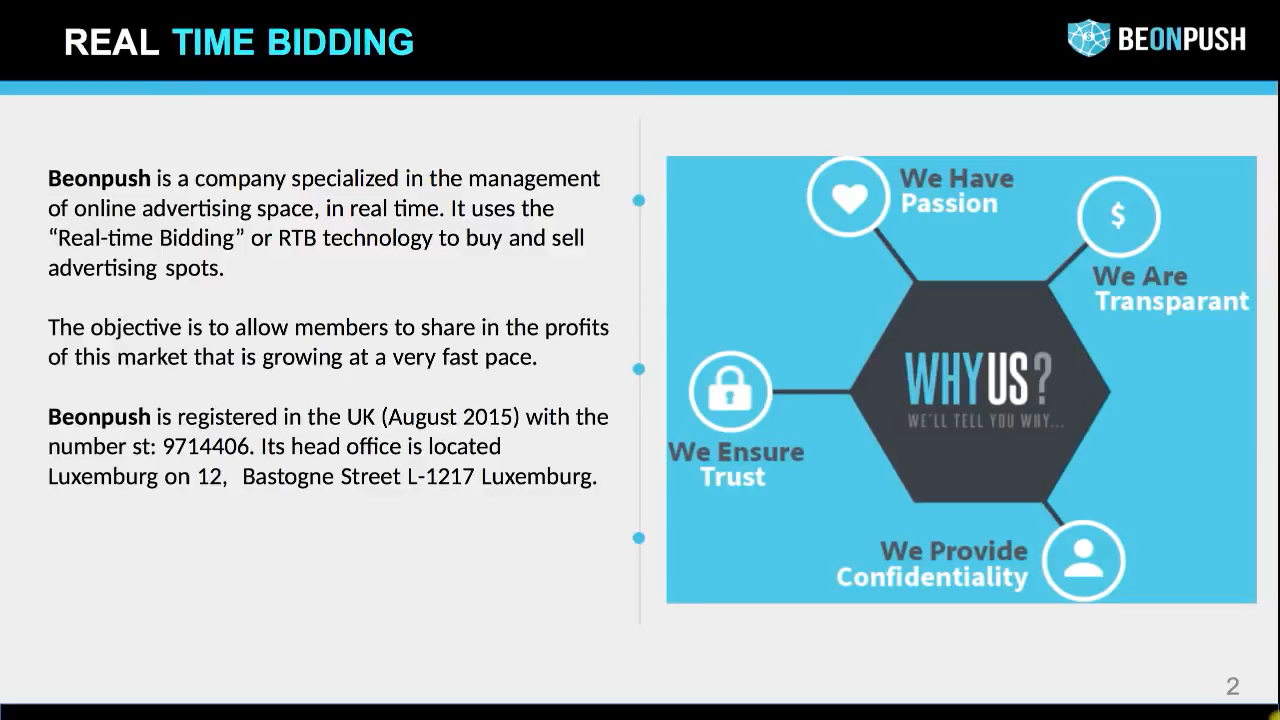 REAL TIME BIDDING
BEONPUSH
Beonpush is a company specialized in the management
of online advertising space, in real time. It uses the
“Real-time Bidding” or RTB technology to buy and sell
advertising spots.
The objective is to allow members to share in the profits
of this market that is growing at a very fast pace.
Beonpush is registered in the UK (August 2015) with the
number st: 9714406. Its head office is located
Luxemburg on 12, Bastogne Street L-1217 Luxemburg.
We Have
Passion
$
We Are
Transparant
WHY US?
WE'LL TELL YOU WHY...
We Ensure
Trust
We Provide
Confidentiality
2